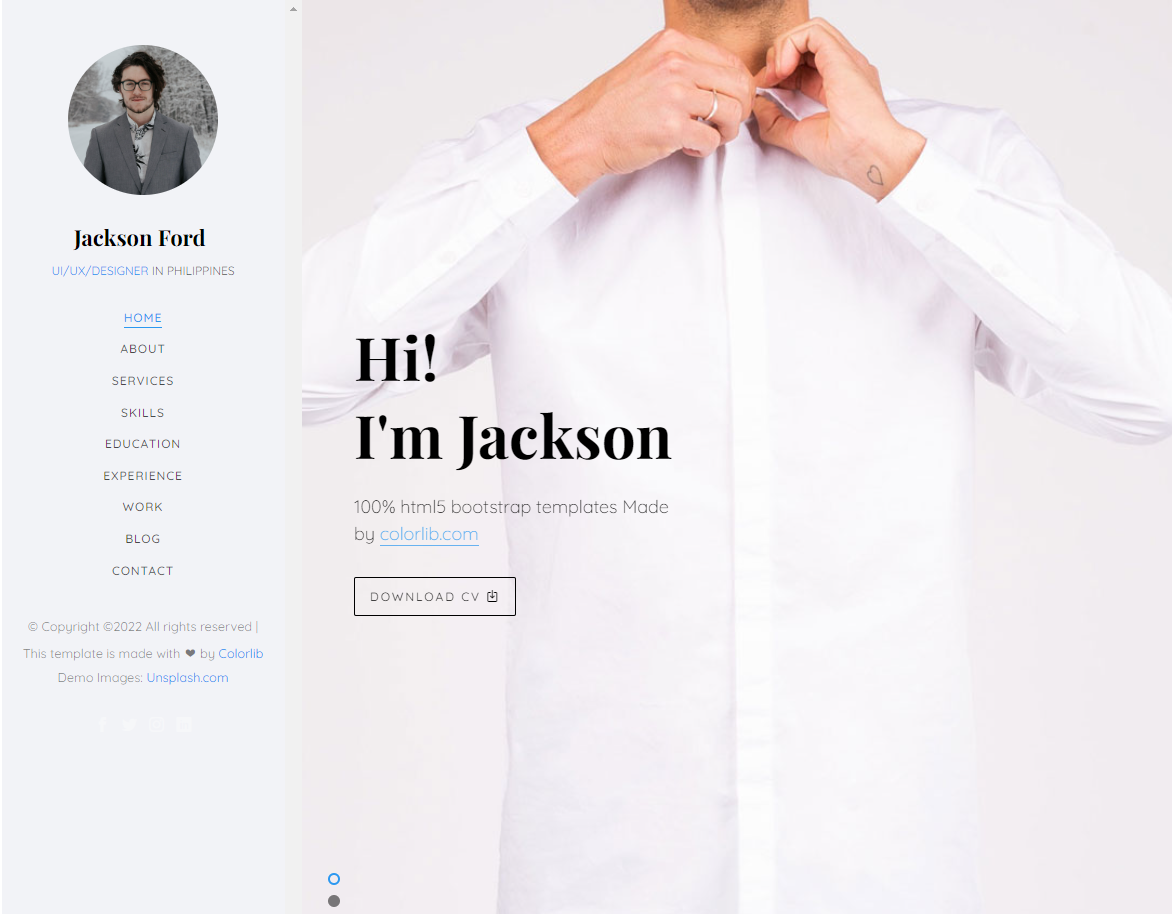 Jackson Ford
UI/UX/DESIGNER IN PHILIPPINES
HOME
ABOUT
SERVICES
SKILLS
EDUCATION
EXPERIENCE
WORK
BLOG
CONTACT
© Copyright ©2022 All rights reserved |
This template is made with ❤ by Colorlib
Demo Images: Unsplash.com
Hi!
I'm Jackson
100% html5 bootstrap templates Made
by colorlib.com
DOWNLOAD CV